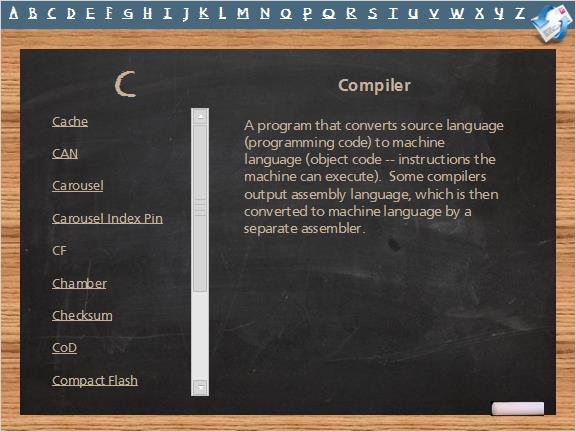 A B C D E F G H I J K L M N O P Q R S T U V W X Y Z
C
Cache
CAN
Carousel
Carousel Index Pin
CF
Chamber
Checksum
CoD
Compact Flash
Compiler
A program that converts source language
(programming code) to machine
language (object code -- instructions the
machine can execute).  Some compilers
output assembly language, which is then
converted to machine language by a
separate assembler.